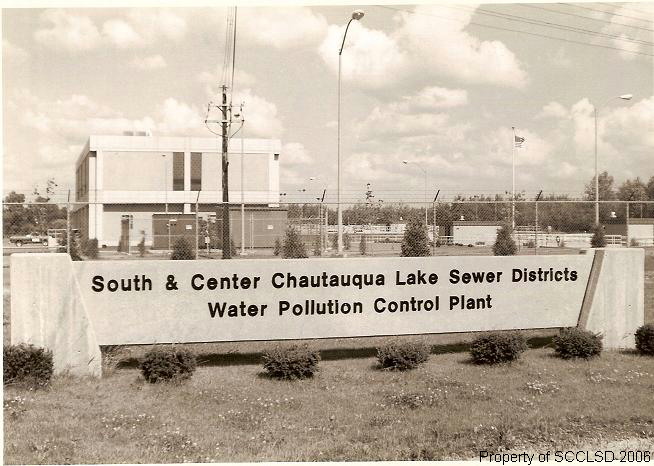 South & Center Chautauqua Lake Sewer Districts
Water Pollution Control Plant
Property of SCCLSD-2006